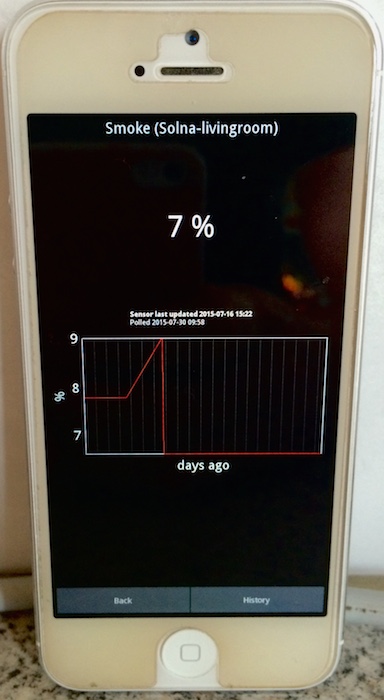 Smoke (Solna-livingroom)
7 %
Sensor last updated 2015-07-16 15:22
Polled 2015-07-30 09:58
9
8
%
7
days ago
Back
History